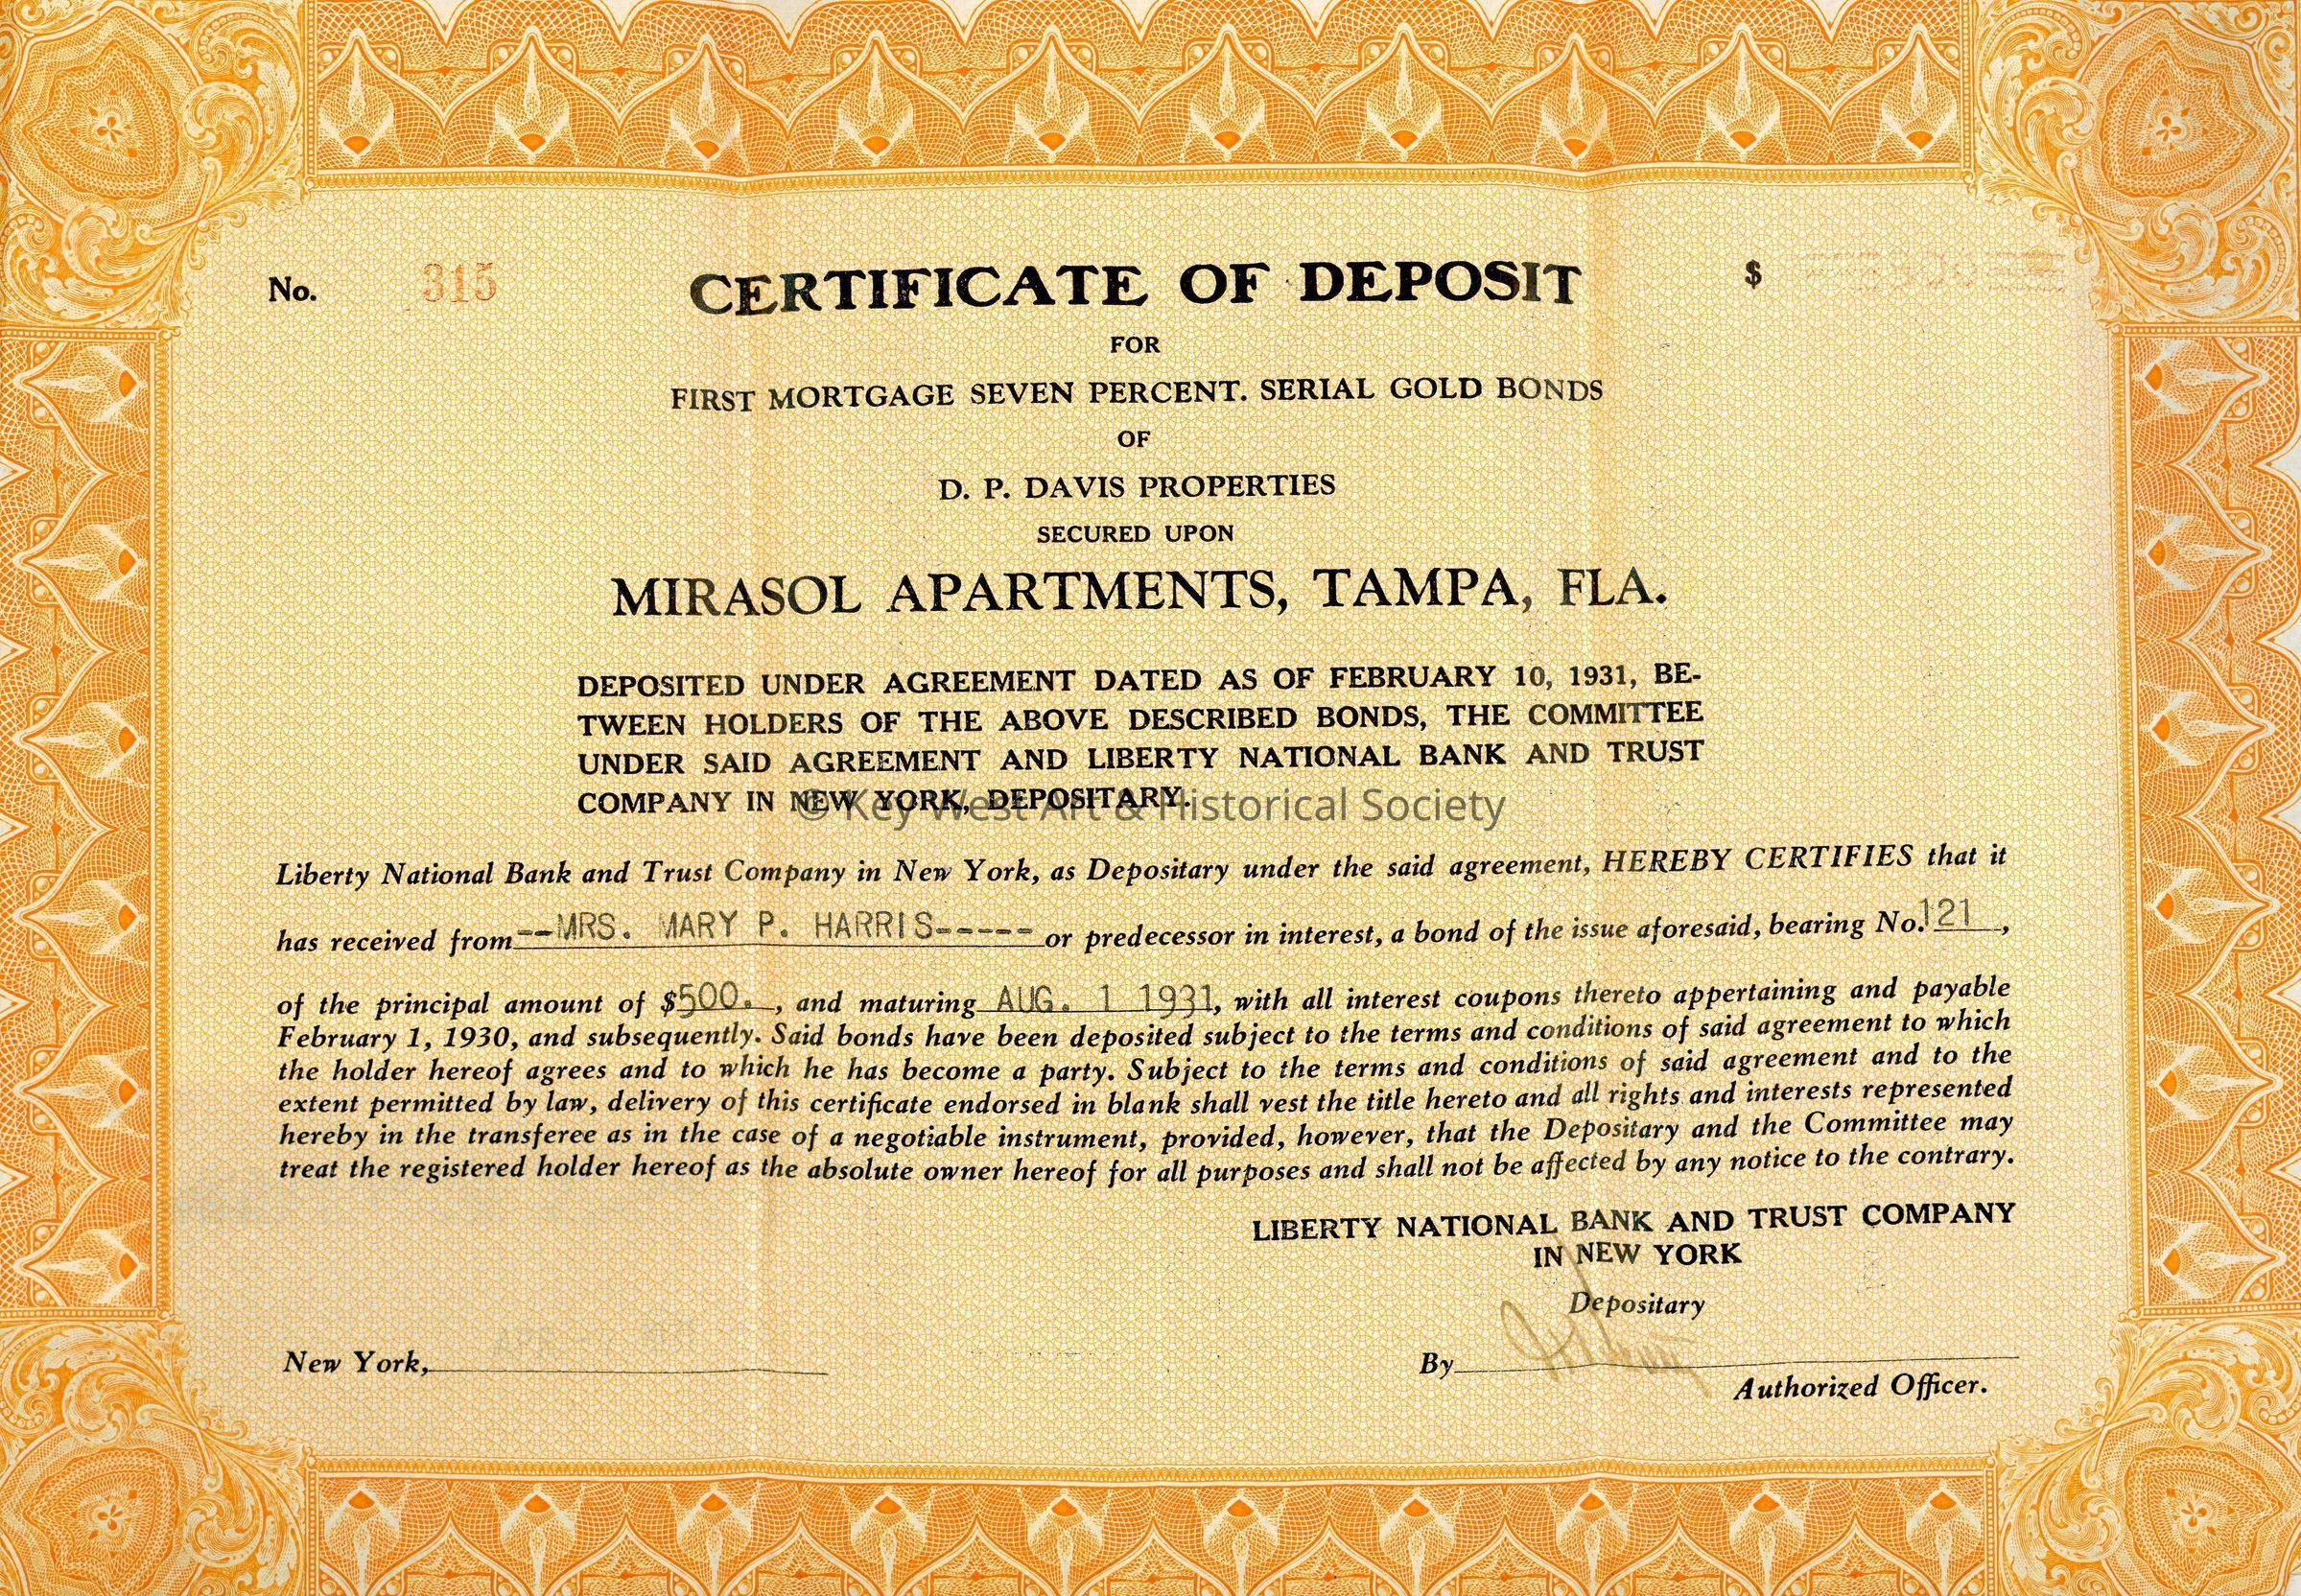 No. 315 CERTIFICATE OF DEPOSIT $
FOR
FIRST MORTGAGE SEVEN PERCENT. SERIAL GOLD BONDS
OF
D. P. DAVIS PROPERTIES
SECURED UPON
MIRASOL APARTMENTS, TAMPA, FLA.
DEPOSITED UNDER AGREEMENT DATED AS OF FEBRUARY 10, 1931, BE-
TWEEN HOLDERS OF THE ABOVE DESCRIBED BONDS, THE COMMITTEE
UNDER SAID AGREEMENT AND LIBERTY NATIONAL BANK AND TRUST
COMPANY IN NEW YORK, DEPOSITARY.
© Key West Art & Historical Society
Liberty National Bank and Trust Company in New York, as Depositary under the said agreement, HEREBY CERTIFIES that it
has received from --MRS. MARY P. HARRIS----- or predecessor in interest, a bond of the issue aforesaid, bearing No. 121,
of the principal amount of $500. , and maturing AUG. 1 1931, with all interest coupons thereto appertaining and payable
February 1, 1930, and subsequently. Said bonds have been deposited subject to the terms and conditions of said agreement to which
the holder hereof agrees and to which he has become a party. Subject to the terms and conditions of said agreement and to the
extent permitted by law, delivery of this certificate endorsed in blank shall vest the title hereto and all rights and interests represented
hereby in the transferee as in the case of a negotiable instrument, provided, however, that the Depositary and the Committee may
treat the registered holder hereof as the absolute owner hereof for all purposes and shall not be affected by any notice to the contrary.
LIBERTY NATIONAL BANK AND TRUST COMPANY
IN NEW YORK
Depositary
New York, By
Authorized Officer.